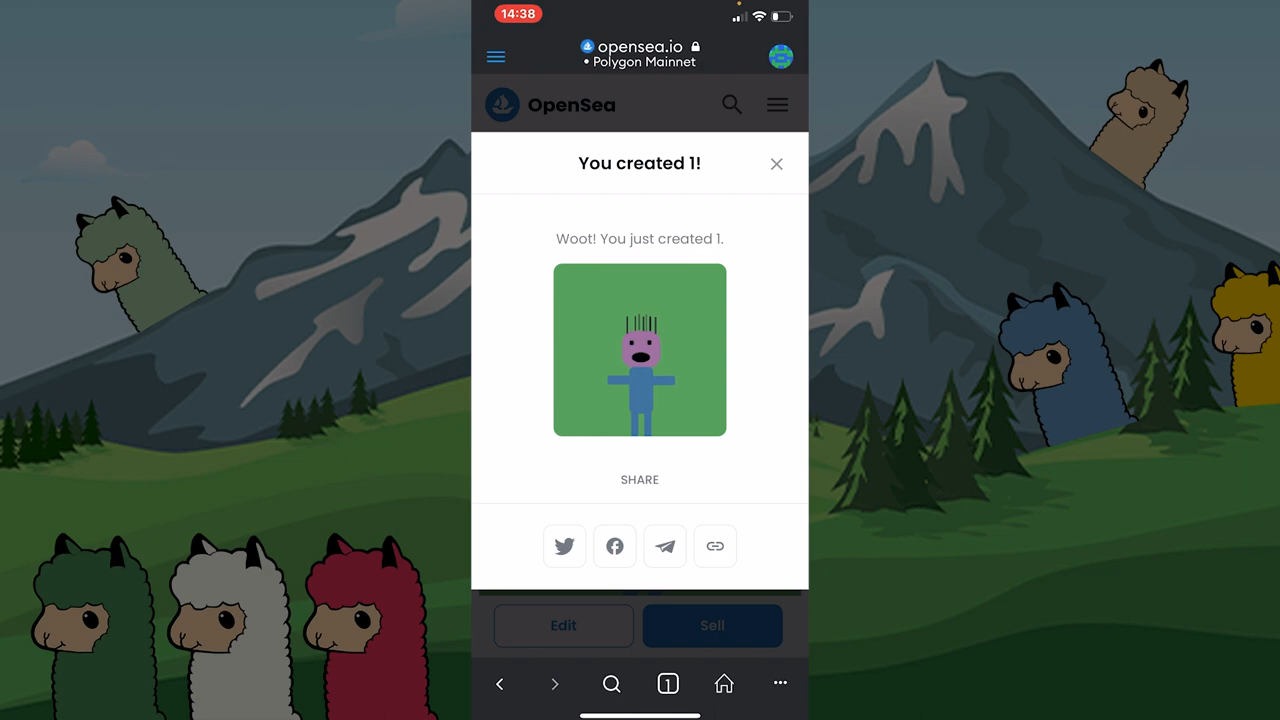 14:38
opensea.io
• Polygon Mainnet
OpenSea
You created 1!
Woot! You just created 1.
SHARE
Edit
Sell
1